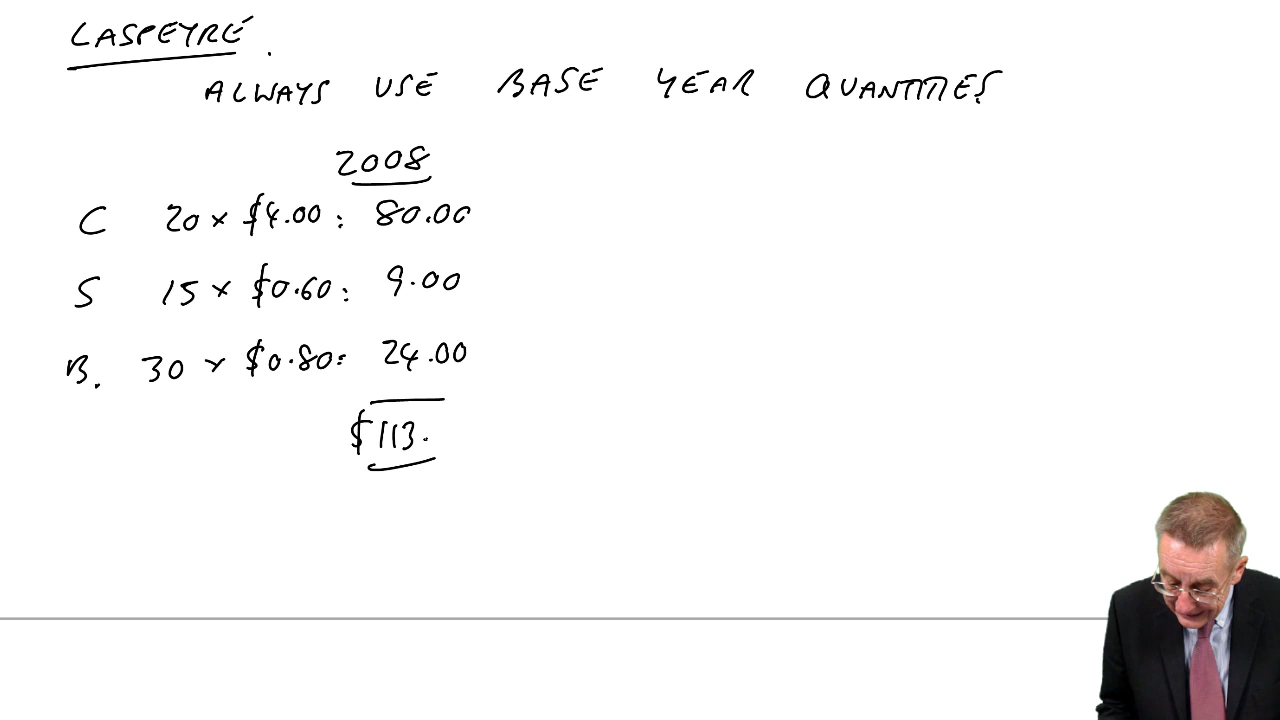 LASPEYRE.
ALWAYS USE BASE YEAR QUANTITIES
2008
C 20 × $4.00 : 80.00
S 15 × $0.60 : 9.00
B. 30 × $0.80 = 24.00
$113.